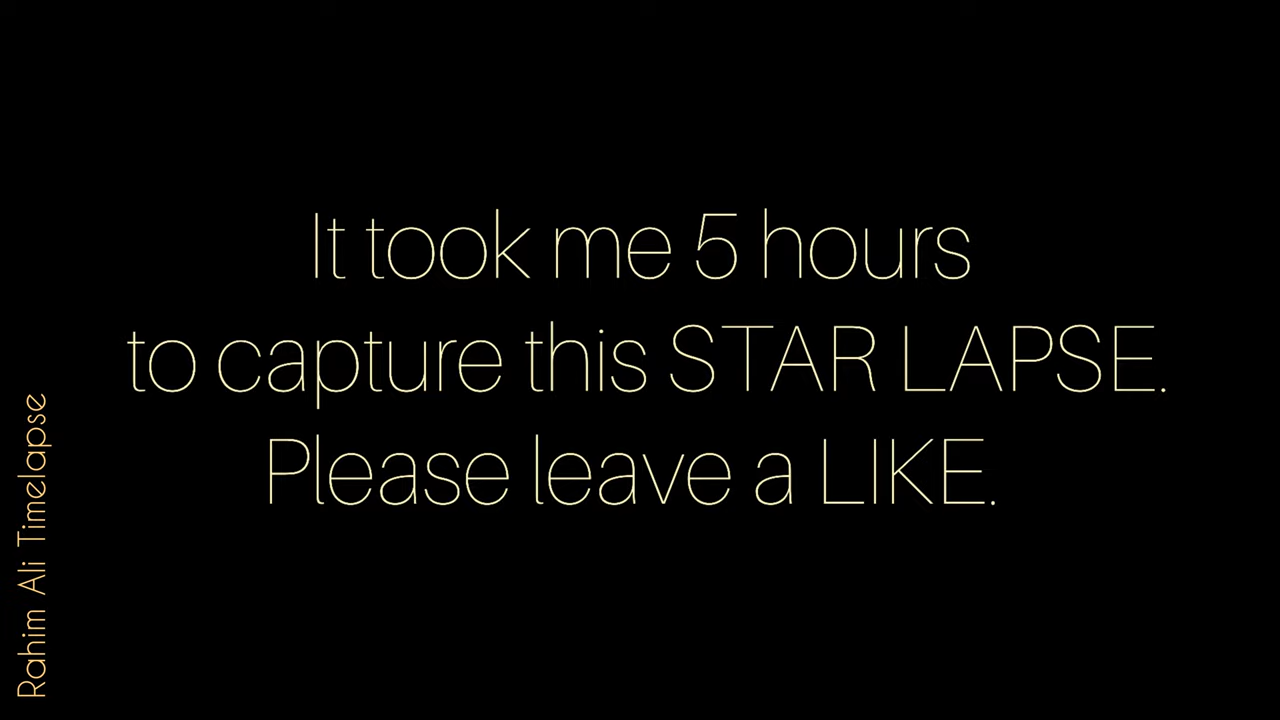 It took me 5 hours
to capture this STAR LAPSE.
Please leave a LIKE.
Rahim Ali Timelapse